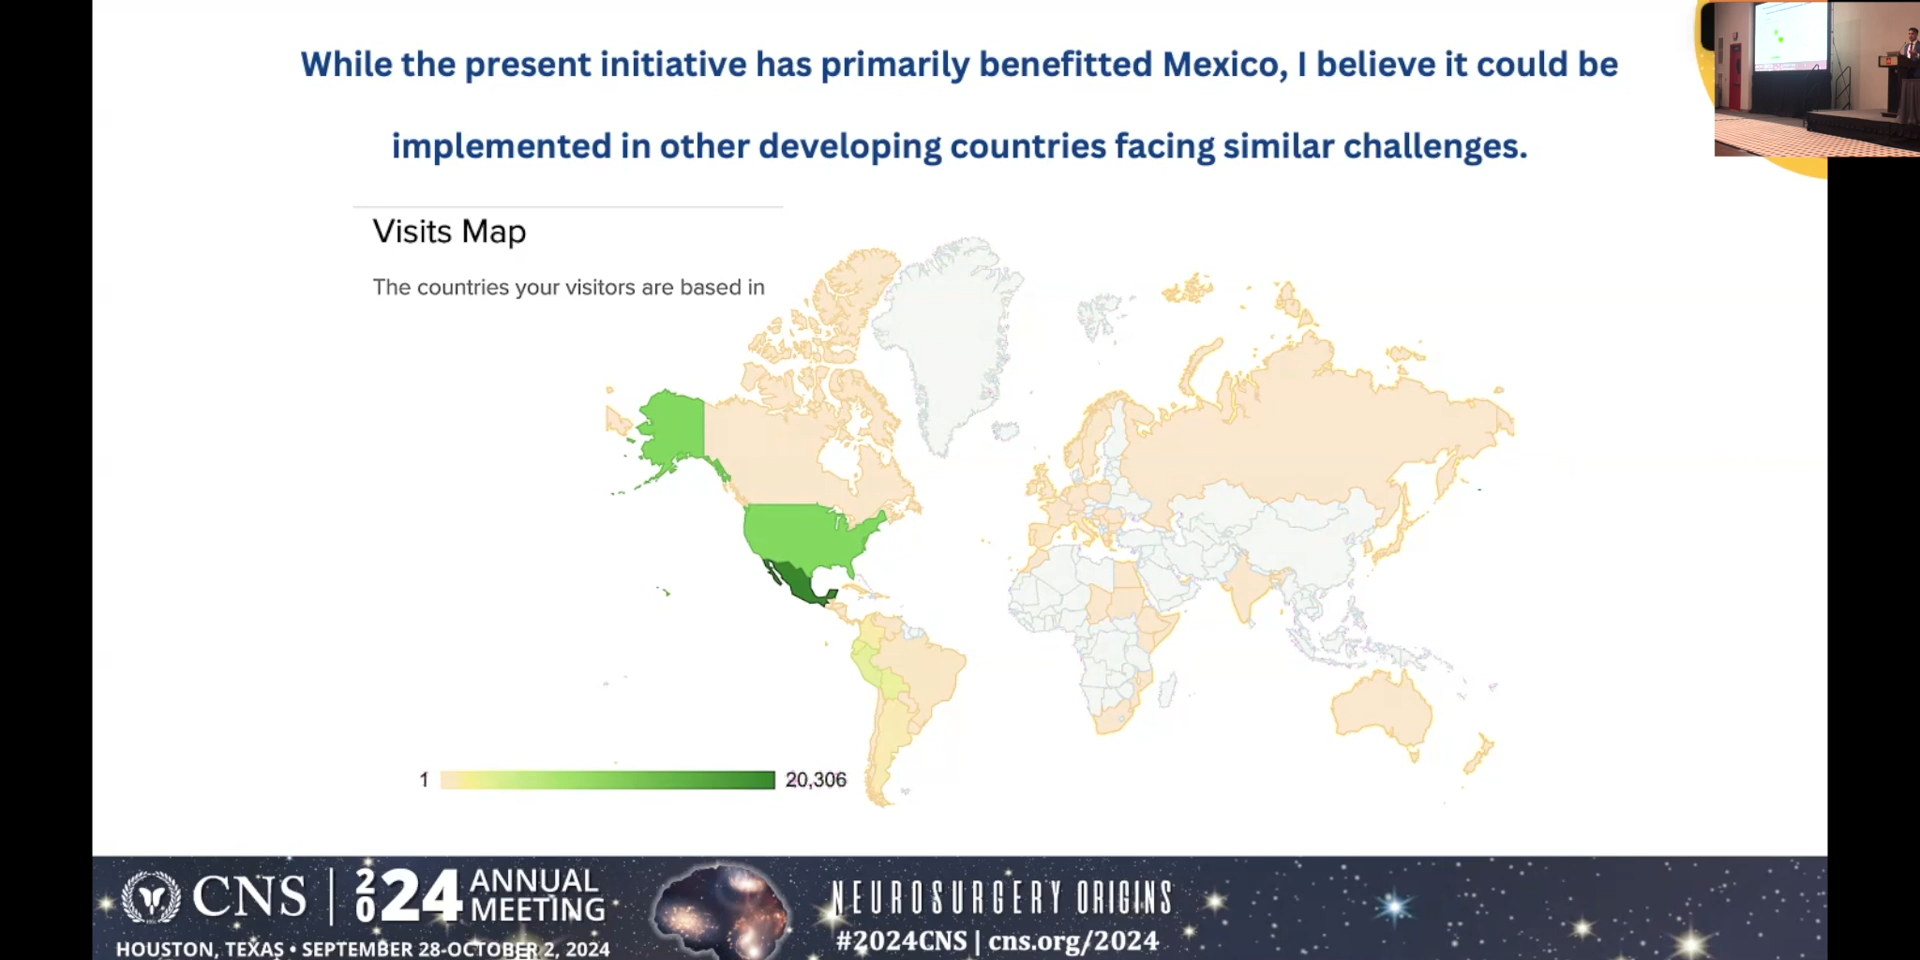 While the present initiative has primarily benefitted Mexico, I believe it could be
implemented in other developing countries facing similar challenges.
Visits Map
The countries your visitors are based in
1
20,306
CNS
2024 ANNUAL
MEETING
HOUSTON, TEXAS • SEPTEMBER 28-OCTOBER 2, 2024
NEUROSURGERY ORIGINS
#2024CNS | cns.org/2024